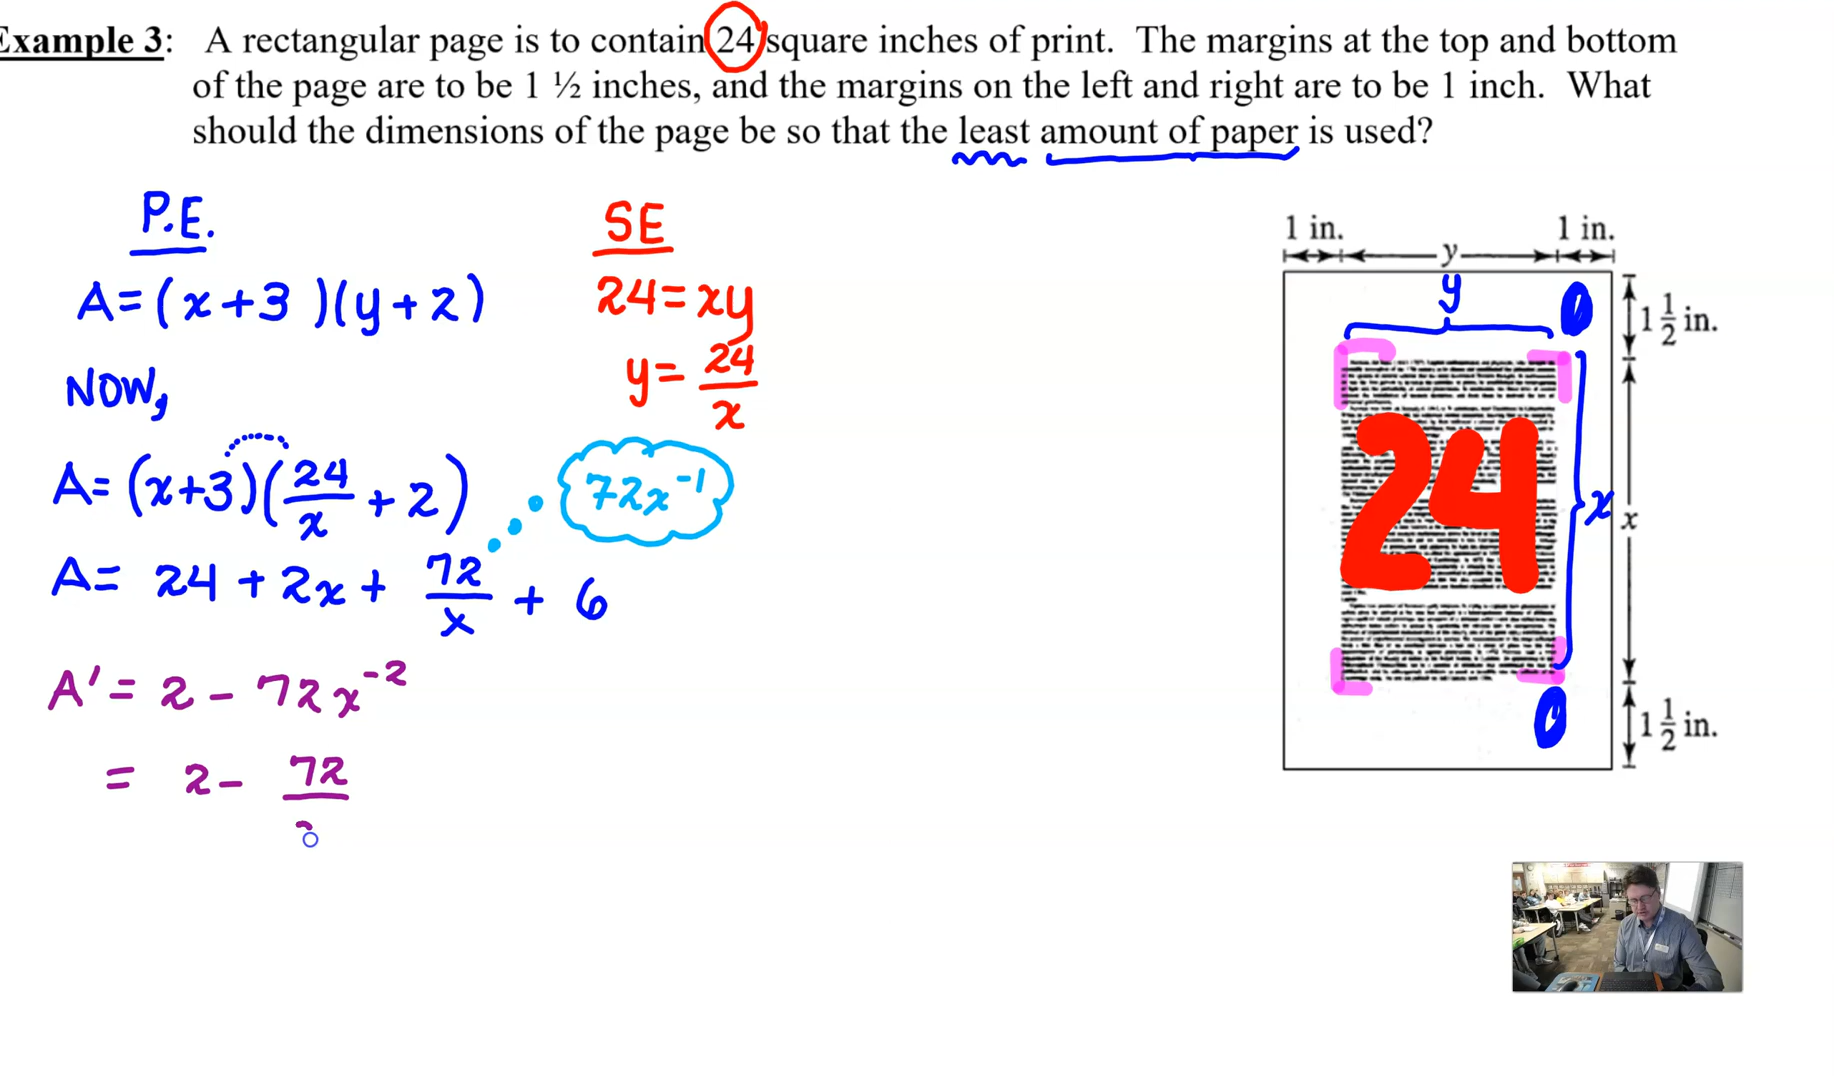 Example 3: A rectangular page is to contain 24 square inches of print. The margins at the top and bottom
of the page are to be 1 ½ inches, and the margins on the left and right are to be 1 inch. What
should the dimensions of the page be so that the least amount of paper is used?
P.E.
SE
A=(x+3)(y+2)
24=xy
NOW,
y=24/x
A=(x+3)(24/x+2)
72x⁻¹
A= 24+2x+72/x+6
A'= 2-72x⁻²
= 2-72/
1 in.
1 in.
y
y
1 1/2 in.
24
x
x
1 1/2 in.